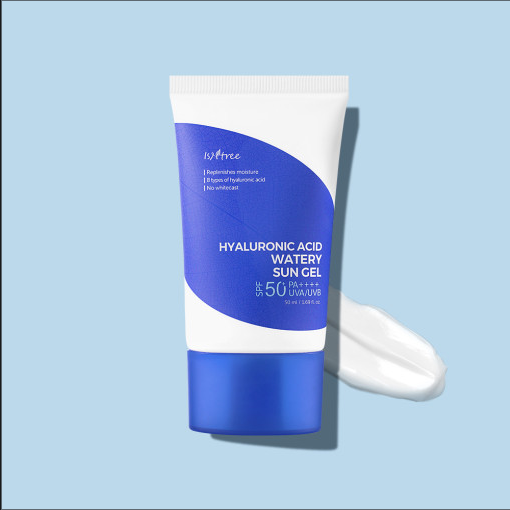 Isntree
Replenishes moisture
8 types of hyaluronic acid
No whitecast
HYALURONIC ACID
WATERY
SUN GEL
SPF 50+ PA++++
UVA/UVB
50 ml / 1.69 fl. oz